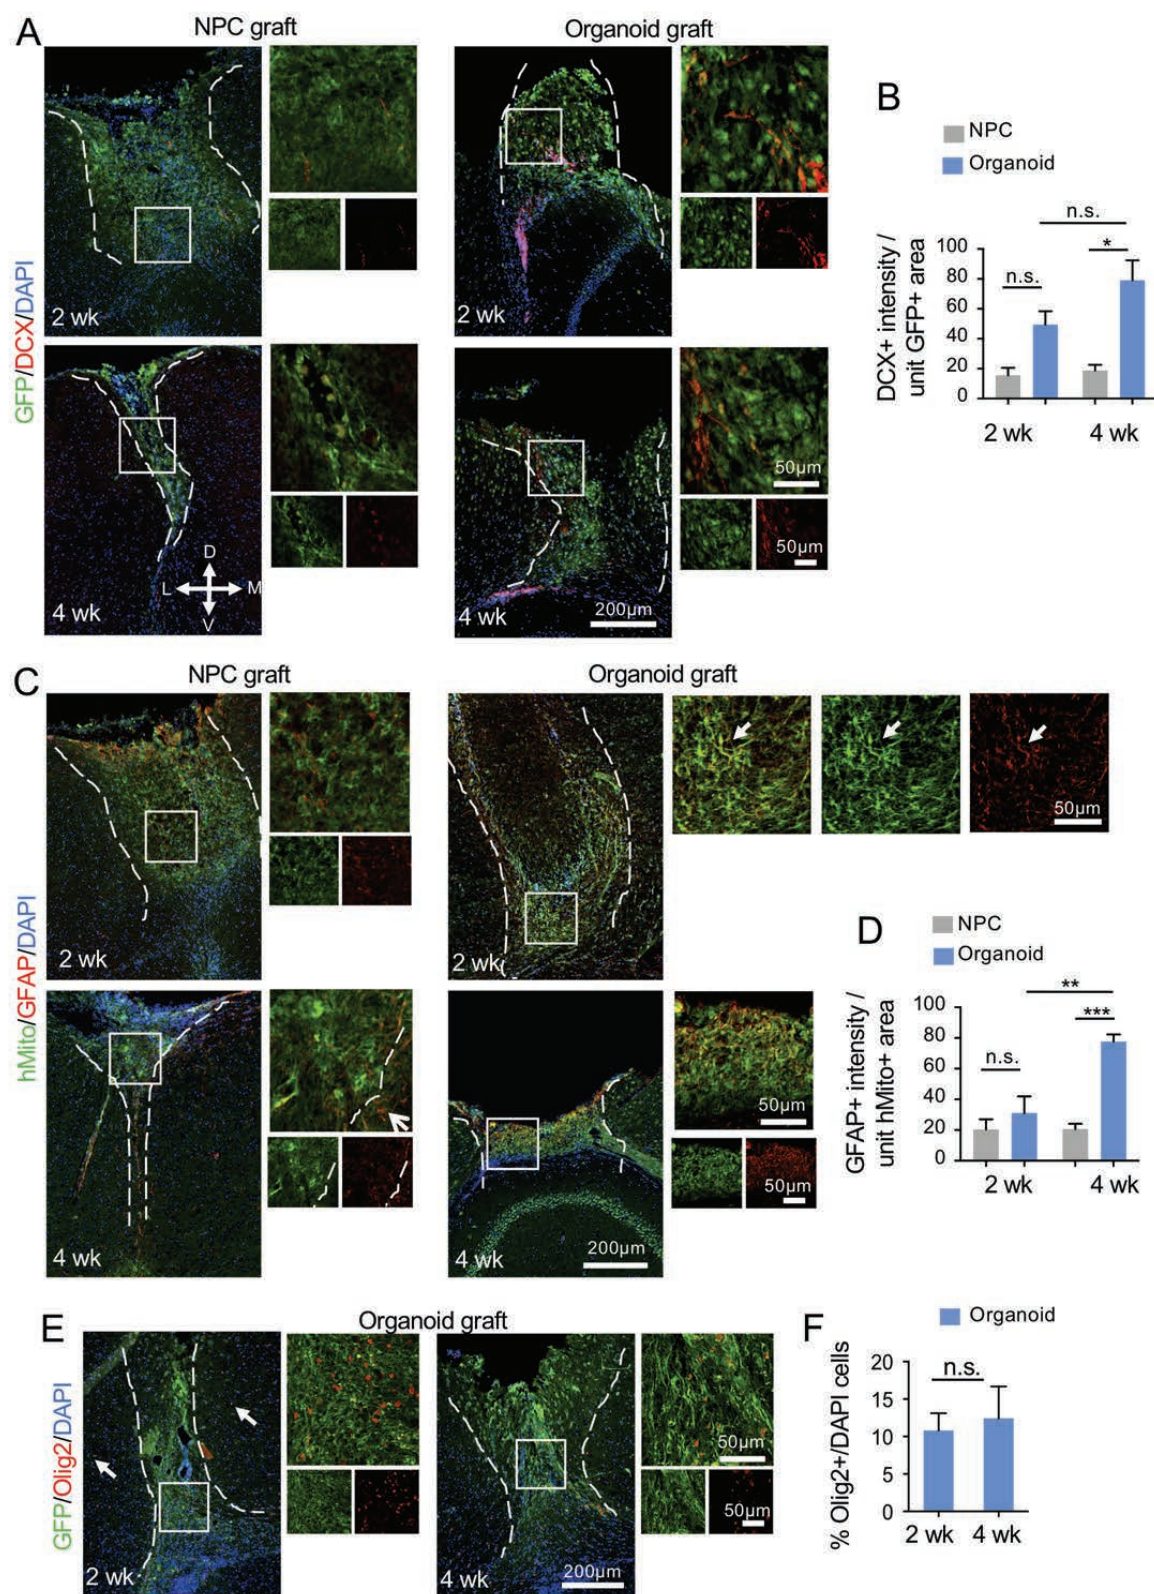 A
NPC graft
Organoid graft
GFP/DCX/DAPI
2 wk
2 wk
4 wk
D
L
M
V
50µm
50µm
4 wk
200µm
B
NPC
Organoid
n.s.
n.s.
*
DCX+ intensity /
unit GFP+ area
100
80
60
40
20
0
2 wk
4 wk
C
NPC graft
Organoid graft
hMito/GFAP/DAPI
2 wk
2 wk
50µm
4 wk
50µm
50µm
4 wk
200µm
D
NPC
Organoid
**
***
n.s.
GFAP+ intensity /
unit hMito+ area
100
80
60
40
20
0
2 wk
4 wk
E
Organoid graft
GFP/Olig2/DAPI
2 wk
4 wk
200µm
50µm
50µm
F
Organoid
n.s.
% Olig2+/DAPI cells
20
15
10
5
0
2 wk
4 wk